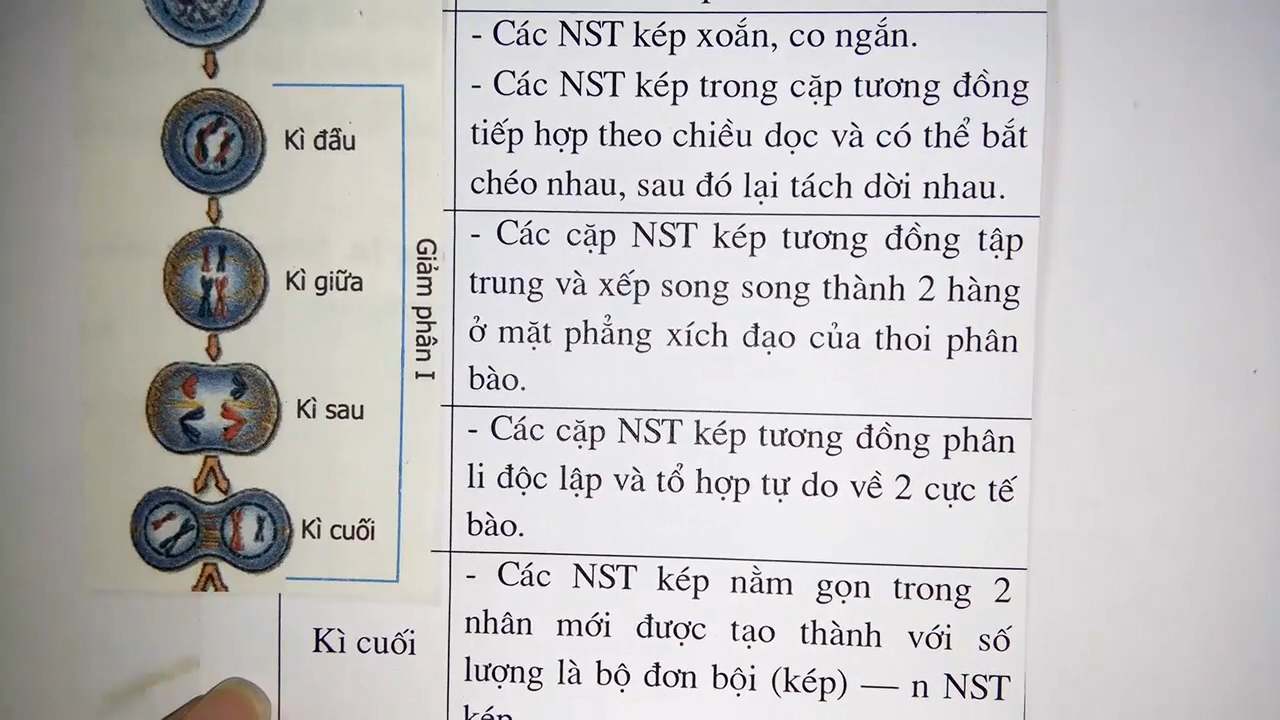 - Các NST kép xoắn, co ngắn.
- Các NST kép trong cặp tương đồng
tiếp hợp theo chiều dọc và có thể bắt
chéo nhau, sau đó lại tách dời nhau.
Kì đầu
- Các cặp NST kép tương đồng tập
trung và xếp song song thành 2 hàng
ở mặt phẳng xích đạo của thoi phân
bào.
Kì giữa
Giảm phân I
- Các cặp NST kép tương đồng phân
li độc lập và tổ hợp tự do về 2 cực tế
bào.
Kì sau
Kì cuối
- Các NST kép nằm gọn trong 2
nhân mới được tạo thành với số
lượng là bộ đơn bội (kép) — n NST
kép.
Kì cuối